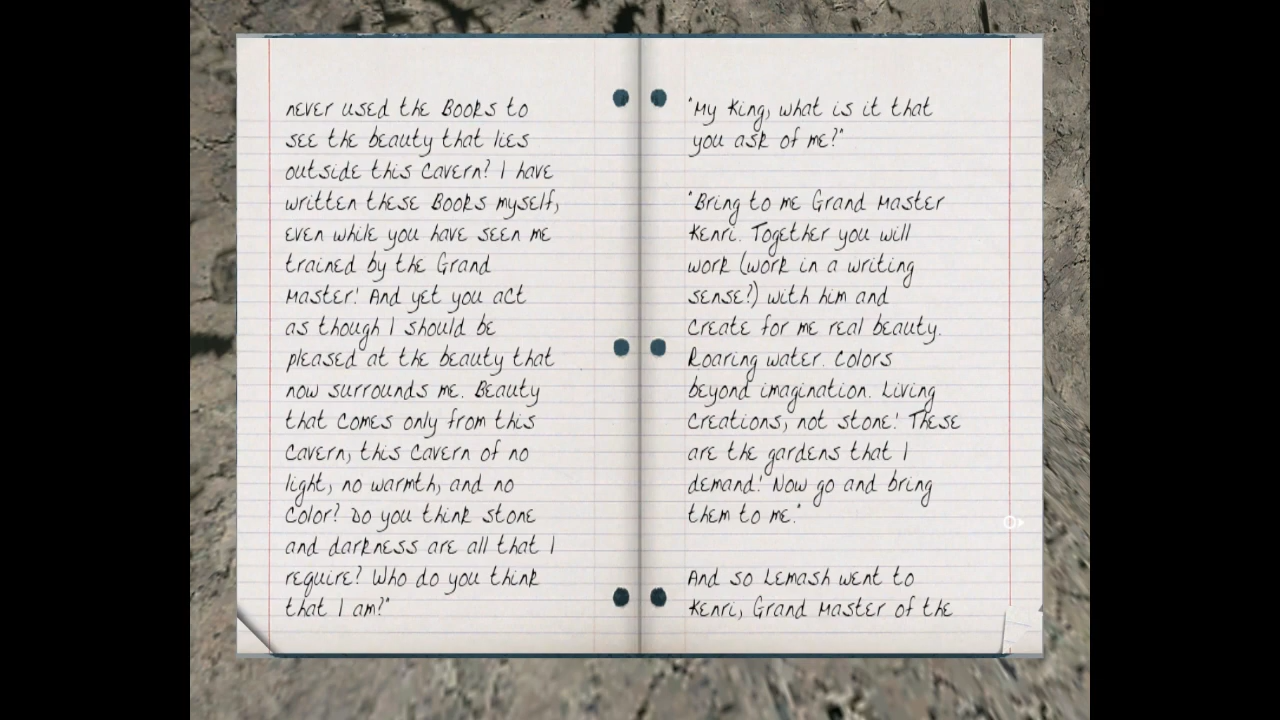 never used the Books to
see the beauty that lies
outside this cavern? I have
written these Books myself,
even while you have seen me
trained by the Grand
Master! And yet you act
as though I should be
pleased at the beauty that
now surrounds me. Beauty
that comes only from this
cavern, this cavern of no
light, no warmth, and no
color? Do you think stone
and darkness are all that I
require? Who do you think
that I am?"
"My King, what is it that
you ask of me?"
"Bring to me Grand Master
Kenri. Together you will
work (work in a writing
sense?) with him and
create for me real beauty.
Roaring water. Colors
beyond imagination. Living
creations, not stone! These
are the gardens that I
demand! Now go and bring
them to me."
And so Lemash went to
Kenri, Grand Master of the